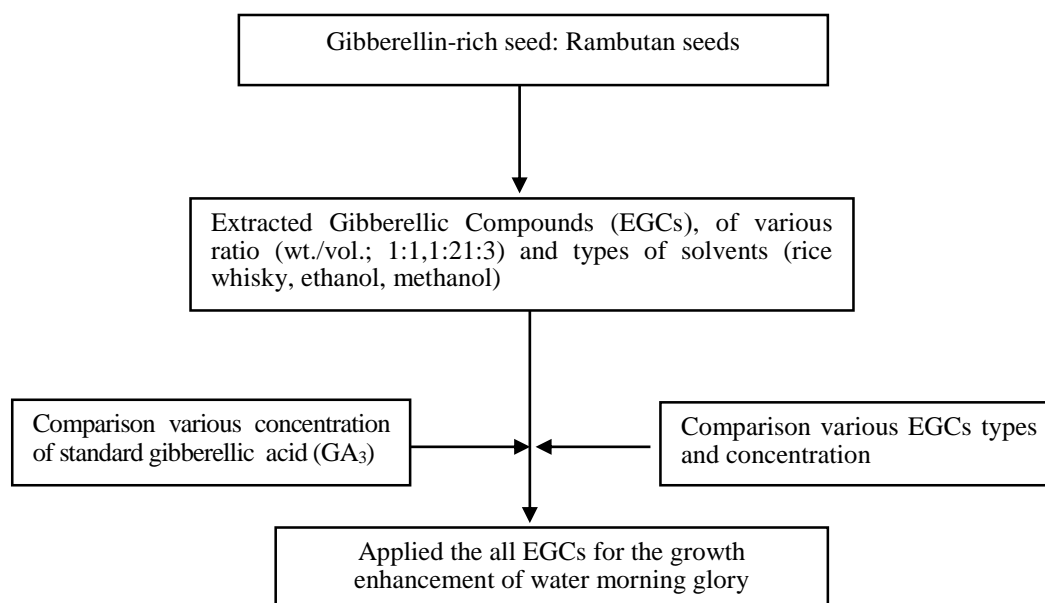 Gibberellin-rich seed: Rambutan seeds
Extracted Gibberellic Compounds (EGCs), of various
ratio (wt./vol.; 1:1,1:21:3) and types of solvents (rice
whisky, ethanol, methanol)
Comparison various concentration
of standard gibberellic acid (GA₃)
Comparison various EGCs types
and concentration
Applied the all EGCs for the growth
enhancement of water morning glory